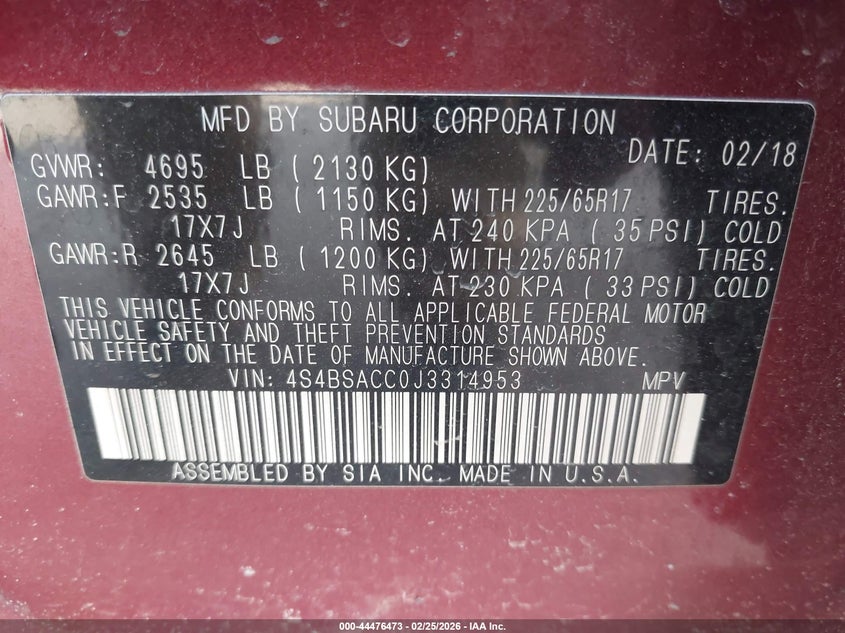 MFD BY SUBARU CORPORATION
DATE: 02/18
GVWR: 4695 LB ( 2130 KG)
GAWR:F 2535 LB ( 1150 KG) WITH 225/65R17 TIRES.
17X7J RIMS. AT 240 KPA ( 35 PSI) COLD
GAWR:R 2645 LB ( 1200 KG) WITH 225/65R17 TIRES.
17X7J RIMS. AT 230 KPA ( 33 PSI) COLD
THIS VEHICLE CONFORMS TO ALL APPLICABLE FEDERAL MOTOR
VEHICLE SAFETY AND THEFT PREVENTION STANDARDS
IN EFFECT ON THE DATE OF MANUFACTURE SHOWN ABOVE.
VIN: 4S4BSACC0J3314953 MPV
ASSEMBLED BY SIA INC. MADE IN U.S.A.
000-44476473 - 02/25/2026 - IAA Inc.